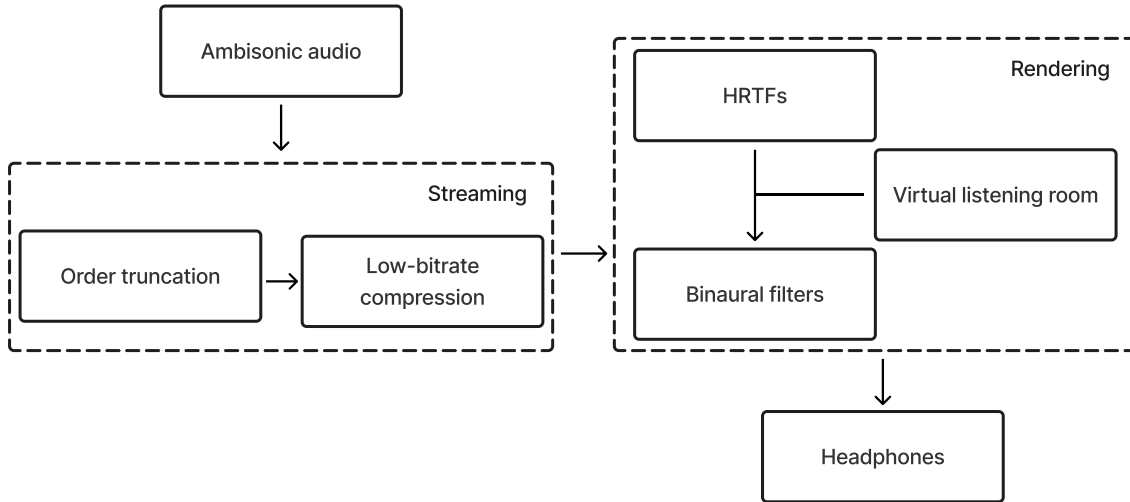 Ambisonic audio
Streaming
Order truncation
Low-bitrate
compression
Rendering
HRTFs
Virtual listening room
Binaural filters
Headphones